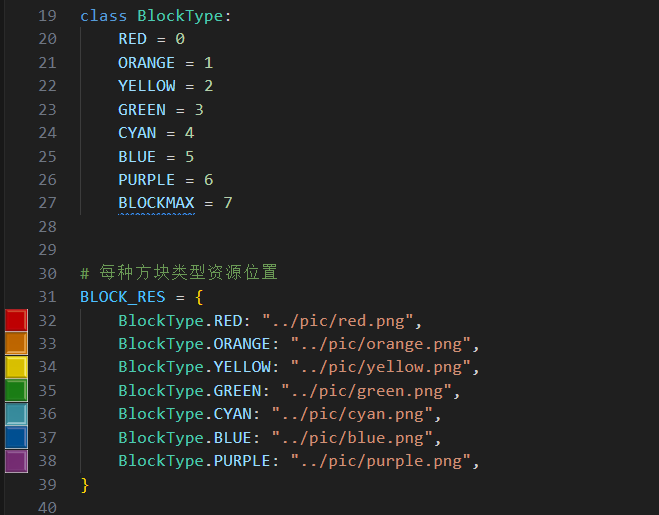 19 class BlockType:
20     RED = 0
21     ORANGE = 1
22     YELLOW = 2
23     GREEN = 3
24     CYAN = 4
25     BLUE = 5
26     PURPLE = 6
27     BLOCKMAX = 7
28
29
30 # 每种方块类型资源位置
31 BLOCK_RES = {
32     BlockType.RED: "../pic/red.png",
33     BlockType.ORANGE: "../pic/orange.png",
34     BlockType.YELLOW: "../pic/yellow.png",
35     BlockType.GREEN: "../pic/green.png",
36     BlockType.CYAN: "../pic/cyan.png",
37     BlockType.BLUE: "../pic/blue.png",
38     BlockType.PURPLE: "../pic/purple.png",
39 }
40